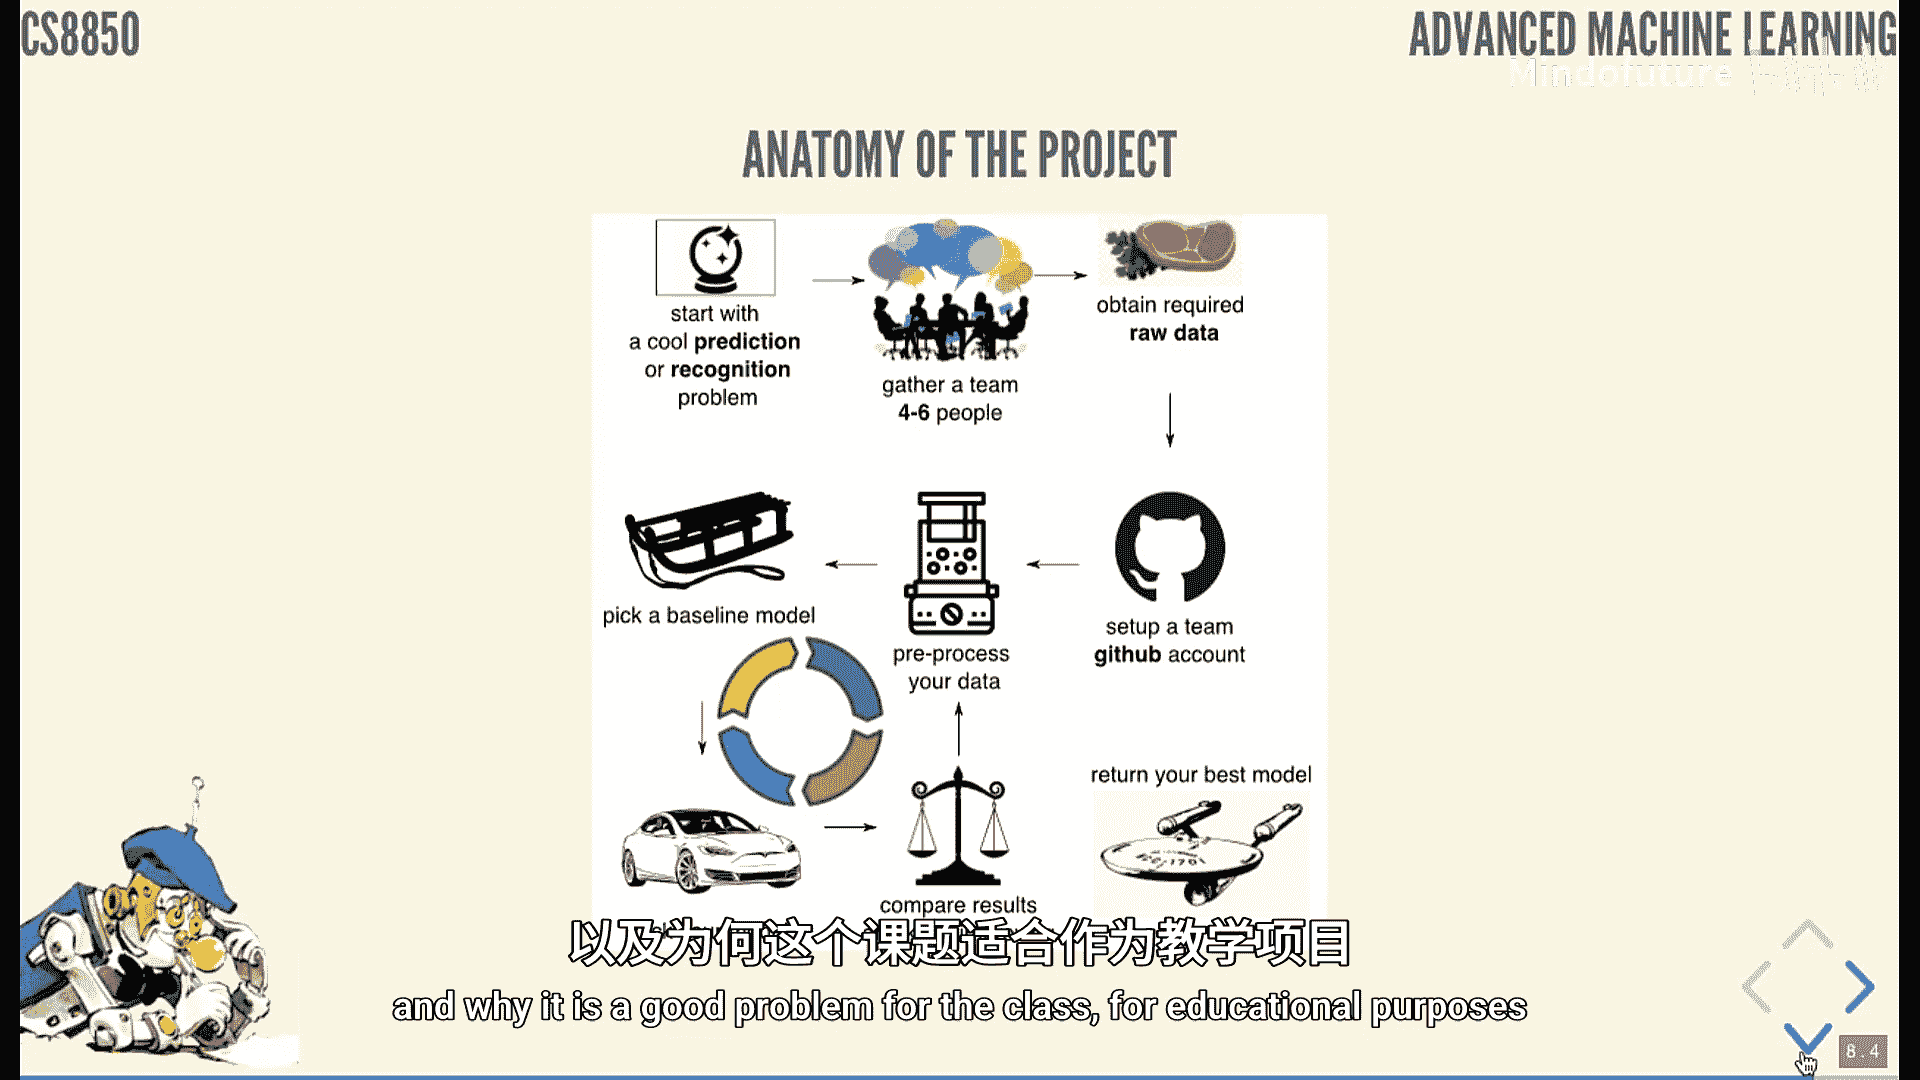 CS8850
ADVANCED MACHINE LEARNING
Mindofuture
ANATOMY OF THE PROJECT
start with
a cool prediction
or recognition
problem
gather a team
4-6 people
obtain required
raw data
pick a baseline model
pre-process
your data
setup a team
github account
return your best model
compare results
以及为何这个课题适合作为教学项目
and why it is a good problem for the class, for educational purposes
8.4